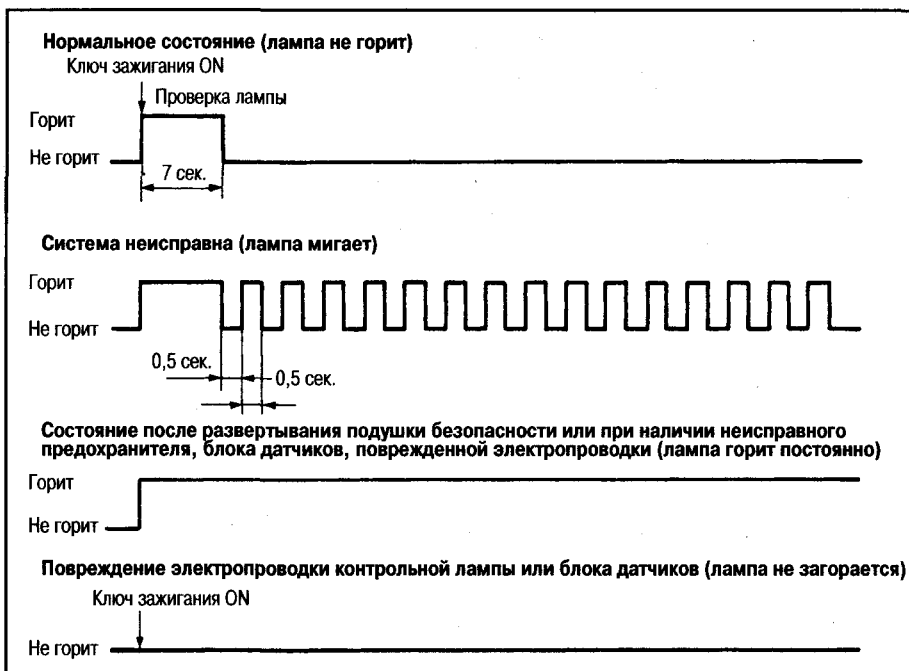 Нормальное состояние (лампа не горит)
Ключ зажигания ON
Проверка лампы
Горит
Не горит
7 сек.
Система неисправна (лампа мигает)
Горит
Не горит
0,5 сек.
0,5 сек.
Состояние после развертывания подушки безопасности или при наличии неисправного
предохранителя, блока датчиков, поврежденной электропроводки (лампа горит постоянно)
Горит
Не горит
Повреждение электропроводки контрольной лампы или блока датчиков (лампа не загорается)
Ключ зажигания ON
Не горит